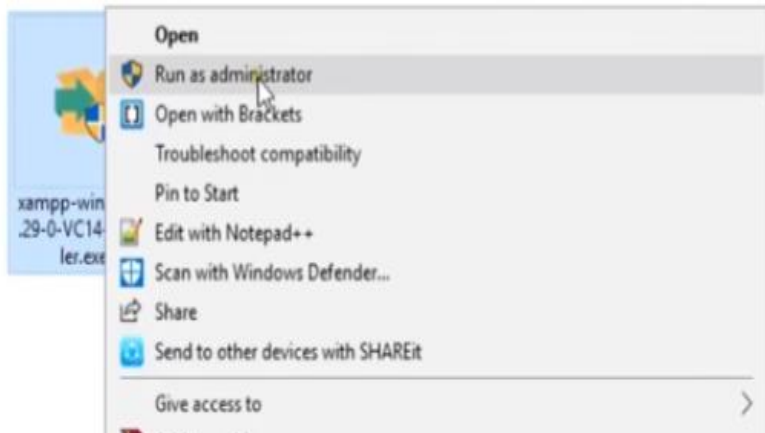 Open
Run as administrator
Open with Brackets
Troubleshoot compatibility
Pin to Start
Edit with Notepad++
Scan with Windows Defender...
Share
Send to other devices with SHAREit
Give access to
xampp-win
.29-0-VC14-
ler.exe